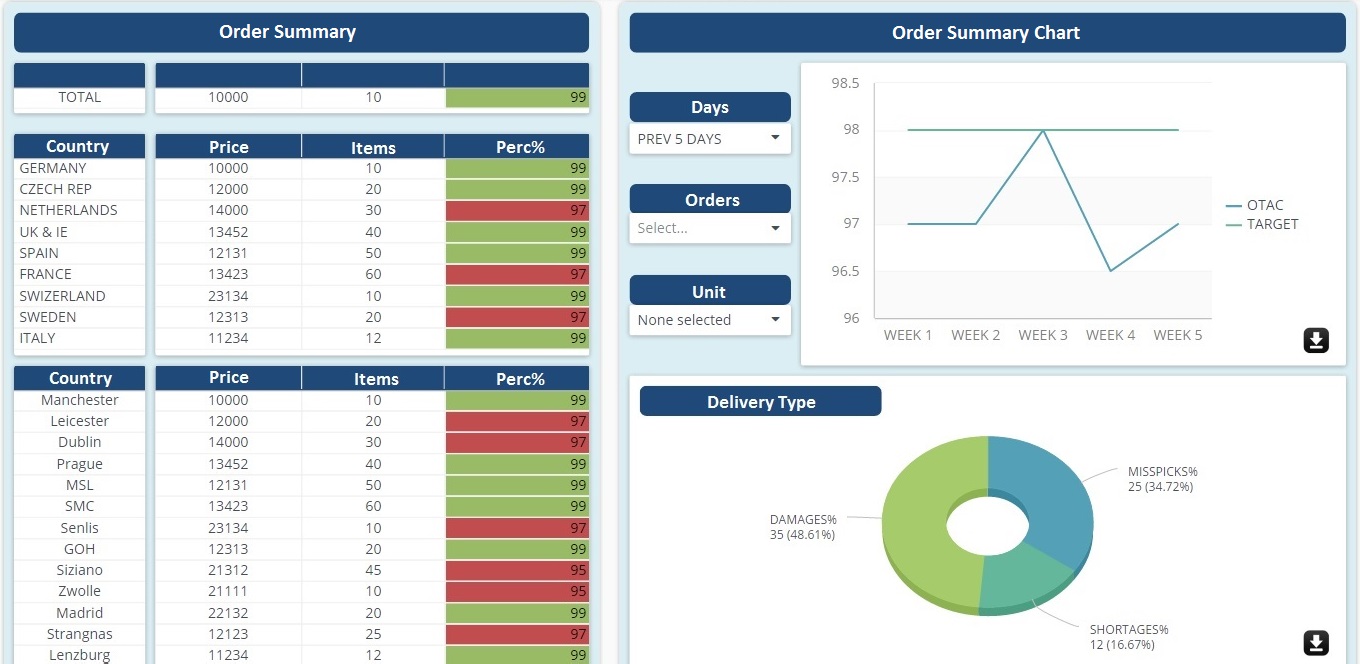 Order Summary
TOTAL 10000 10 99
Country Price Items Perc%
GERMANY 10000 10 99
CZECH REP 12000 20 99
NETHERLANDS 14000 30 97
UK & IE 13452 40 99
SPAIN 12131 50 99
FRANCE 13423 60 97
SWIZERLAND 23134 10 99
SWEDEN 12313 20 97
ITALY 11234 12 99
Country Price Items Perc%
Manchester 10000 10 99
Leicester 12000 20 97
Dublin 14000 30 97
Prague 13452 40 99
MSL 12131 50 99
SMC 13423 60 99
Senlis 23134 10 97
GOH 12313 20 99
Siziano 21312 45 95
Zwolle 21111 10 95
Madrid 22132 20 99
Strangnas 12123 25 97
Lenzburg 11234 12 99
Order Summary Chart
Days
PREV 5 DAYS
Orders
Select...
Unit
None selected
98.5
98
97.5
97
96.5
96
WEEK 1 WEEK 2 WEEK 3 WEEK 4 WEEK 5
OTAC
TARGET
Delivery Type
MISSPICKS%
25 (34.72%)
DAMAGES%
35 (48.61%)
SHORTAGES%
12 (16.67%)